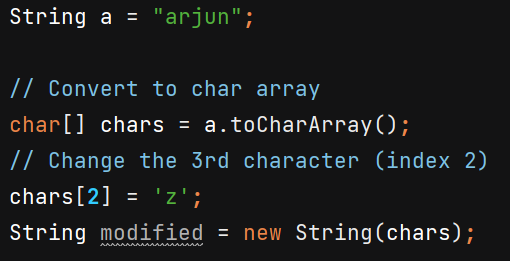 String a = "arjun";
// Convert to char array
char[] chars = a.toCharArray();
// Change the 3rd character (index 2)
chars[2] = 'z';
String modified = new String(chars);